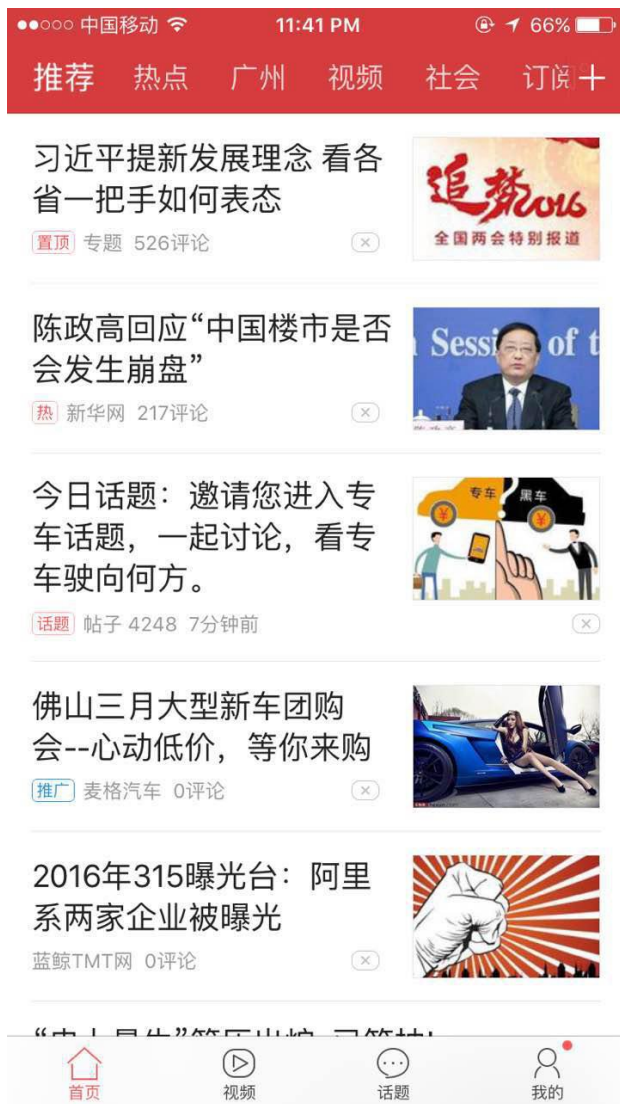 中国移动 11:41 PM 66%
推荐 热点 广州 视频 社会 订阅
习近平提新发展理念 看各
省一把手如何表态
置顶 专题 526评论
追梦2016
全国两会特别报道
陈政高回应“中国楼市是否
会发生崩盘”
热 新华网 217评论
Sessi of t
今日话题：邀请您进入专
车话题，一起讨论，看专
车驶向何方。
话题 帖子 4248 7分钟前
专车 黑车
¥ ¥
佛山三月大型新车团购
会--心动低价，等你来购
推广 麦格汽车 0评论
2016年315曝光台：阿里
系两家企业被曝光
蓝鲸TMT网 0评论
首页 视频 话题 我的